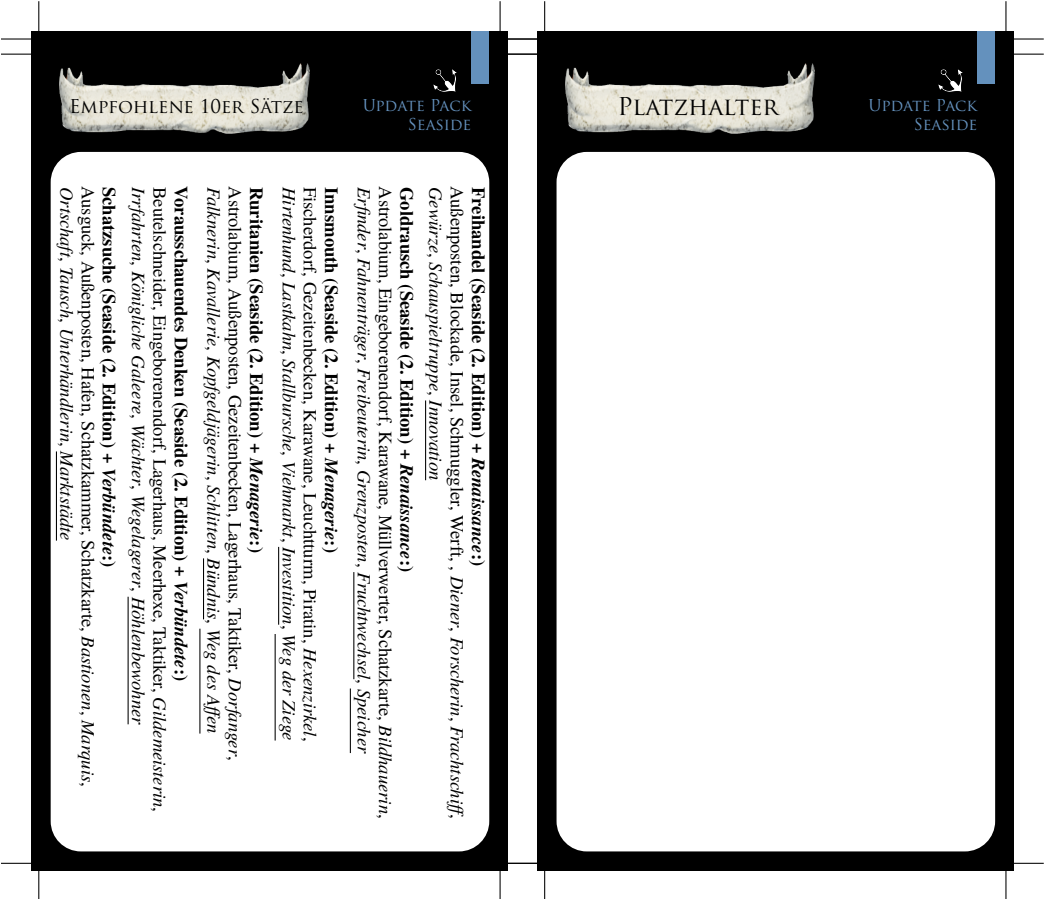 Empfohlene 10er Sätze
Update Pack
Seaside
Freihandel (Seaside (2. Edition) + Renaissance:)
Außenposten, Blockade, Insel, Schmuggler, Werft, , Diener, Forscherin, Frachtschiff,
Gewürze, Schauspieltruppe, Innovation
Goldrausch (Seaside (2. Edition) + Renaissance:)
Astrolabium, Eingeborenendorf, Karawane, Müllverwerter, Schatzkarte, Bildhauerin,
Erfinder, Fahnenträger, Freibeuterin, Grenzposten, Fruchtwechsel, Speicher
Innsmouth (Seaside (2. Edition) + Menagerie:)
Fischerdorf, Gezeitenbecken, Karawane, Leuchtturm, Piratin, Hexenzirkel,
Hirtenhund, Lastkahn, Stallbursche, Viehmarkt, Investition, Weg der Ziege
Ruritanien (Seaside (2. Edition) + Menagerie:)
Astrolabium, Außenposten, Gezeitenbecken, Lagerhaus, Taktiker, Dorfanger,
Falknerin, Kavallerie, Kopfgeldjägerin, Schlitten, Bündnis, Weg des Affen
Vorausschauendes Denken (Seaside (2. Edition) + Verbündete:)
Beutelschneider, Eingeborenendorf, Lagerhaus, Meerhexe, Taktiker, Gildemeisterin,
Irrfahrten, Königliche Galeere, Wächter, Wegelagerer, Höhlenbewohner
Schatzsuche (Seaside (2. Edition) + Verbündete:)
Ausguck, Außenposten, Hafen, Schatzkammer, Schatzkarte, Bastionen, Marquis,
Ortschaft, Tausch, Unterhändlerin, Marktstädte
Platzhalter
Update Pack
Seaside